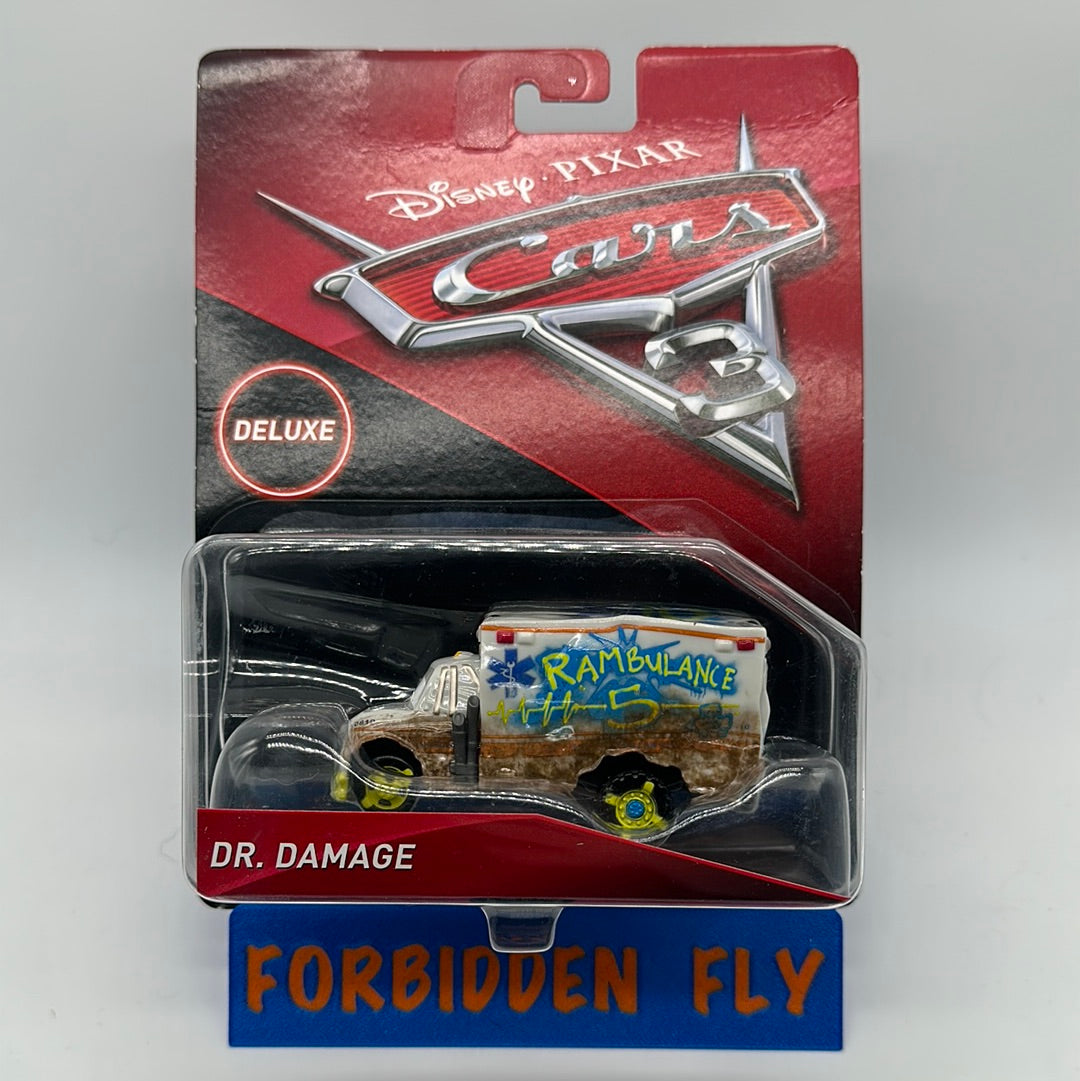 DISNEY · PIXAR
Cars
3
DELUXE
RAMBULANCE
5
DR. DAMAGE
FORBIDDEN FLY